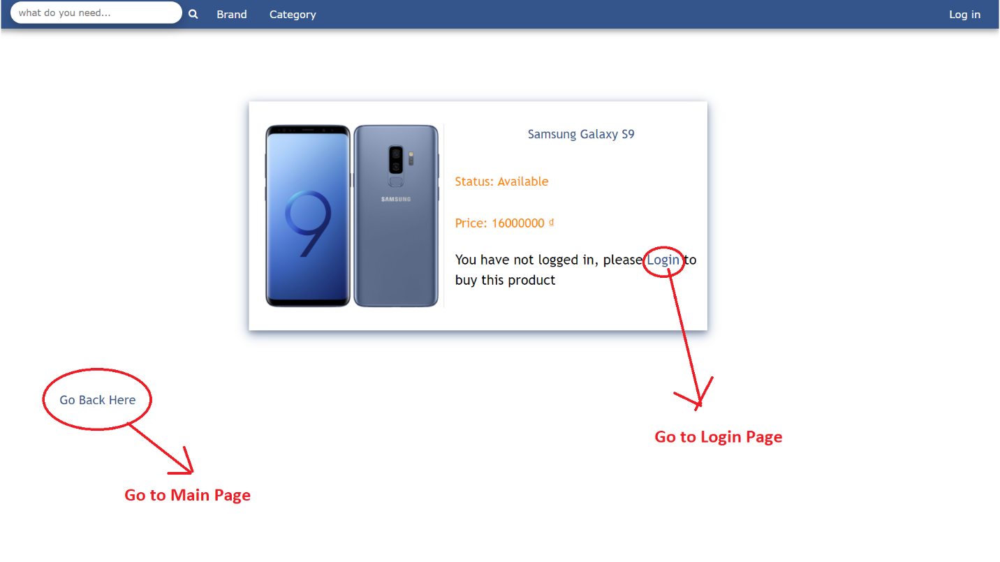 what do you need...
Brand
Category
Log in
Samsung Galaxy S9
Status: Available
Price: 16000000 ₫
9
SAMSUNG
You have not logged in, please Login to
buy this product
Go Back Here
Go to Login Page
Go to Main Page